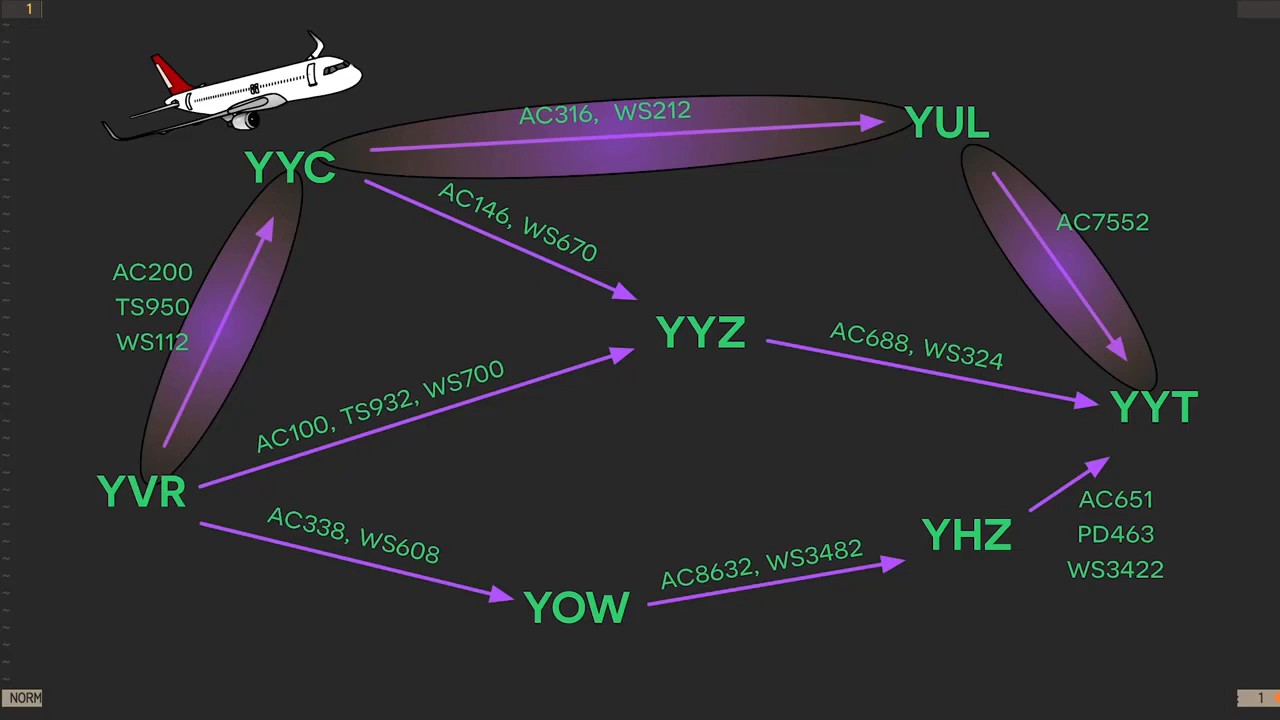 1
AC316, WS212
YUL
YYC
AC146, WS670
AC7552
AC200
TS950
WS112
YYZ
AC688, WS324
AC100, TS932, WS700
YYT
YVR
AC338, WS608
AC651
YHZ
PD463
AC8632, WS3482
WS3422
YOW
NORM
1